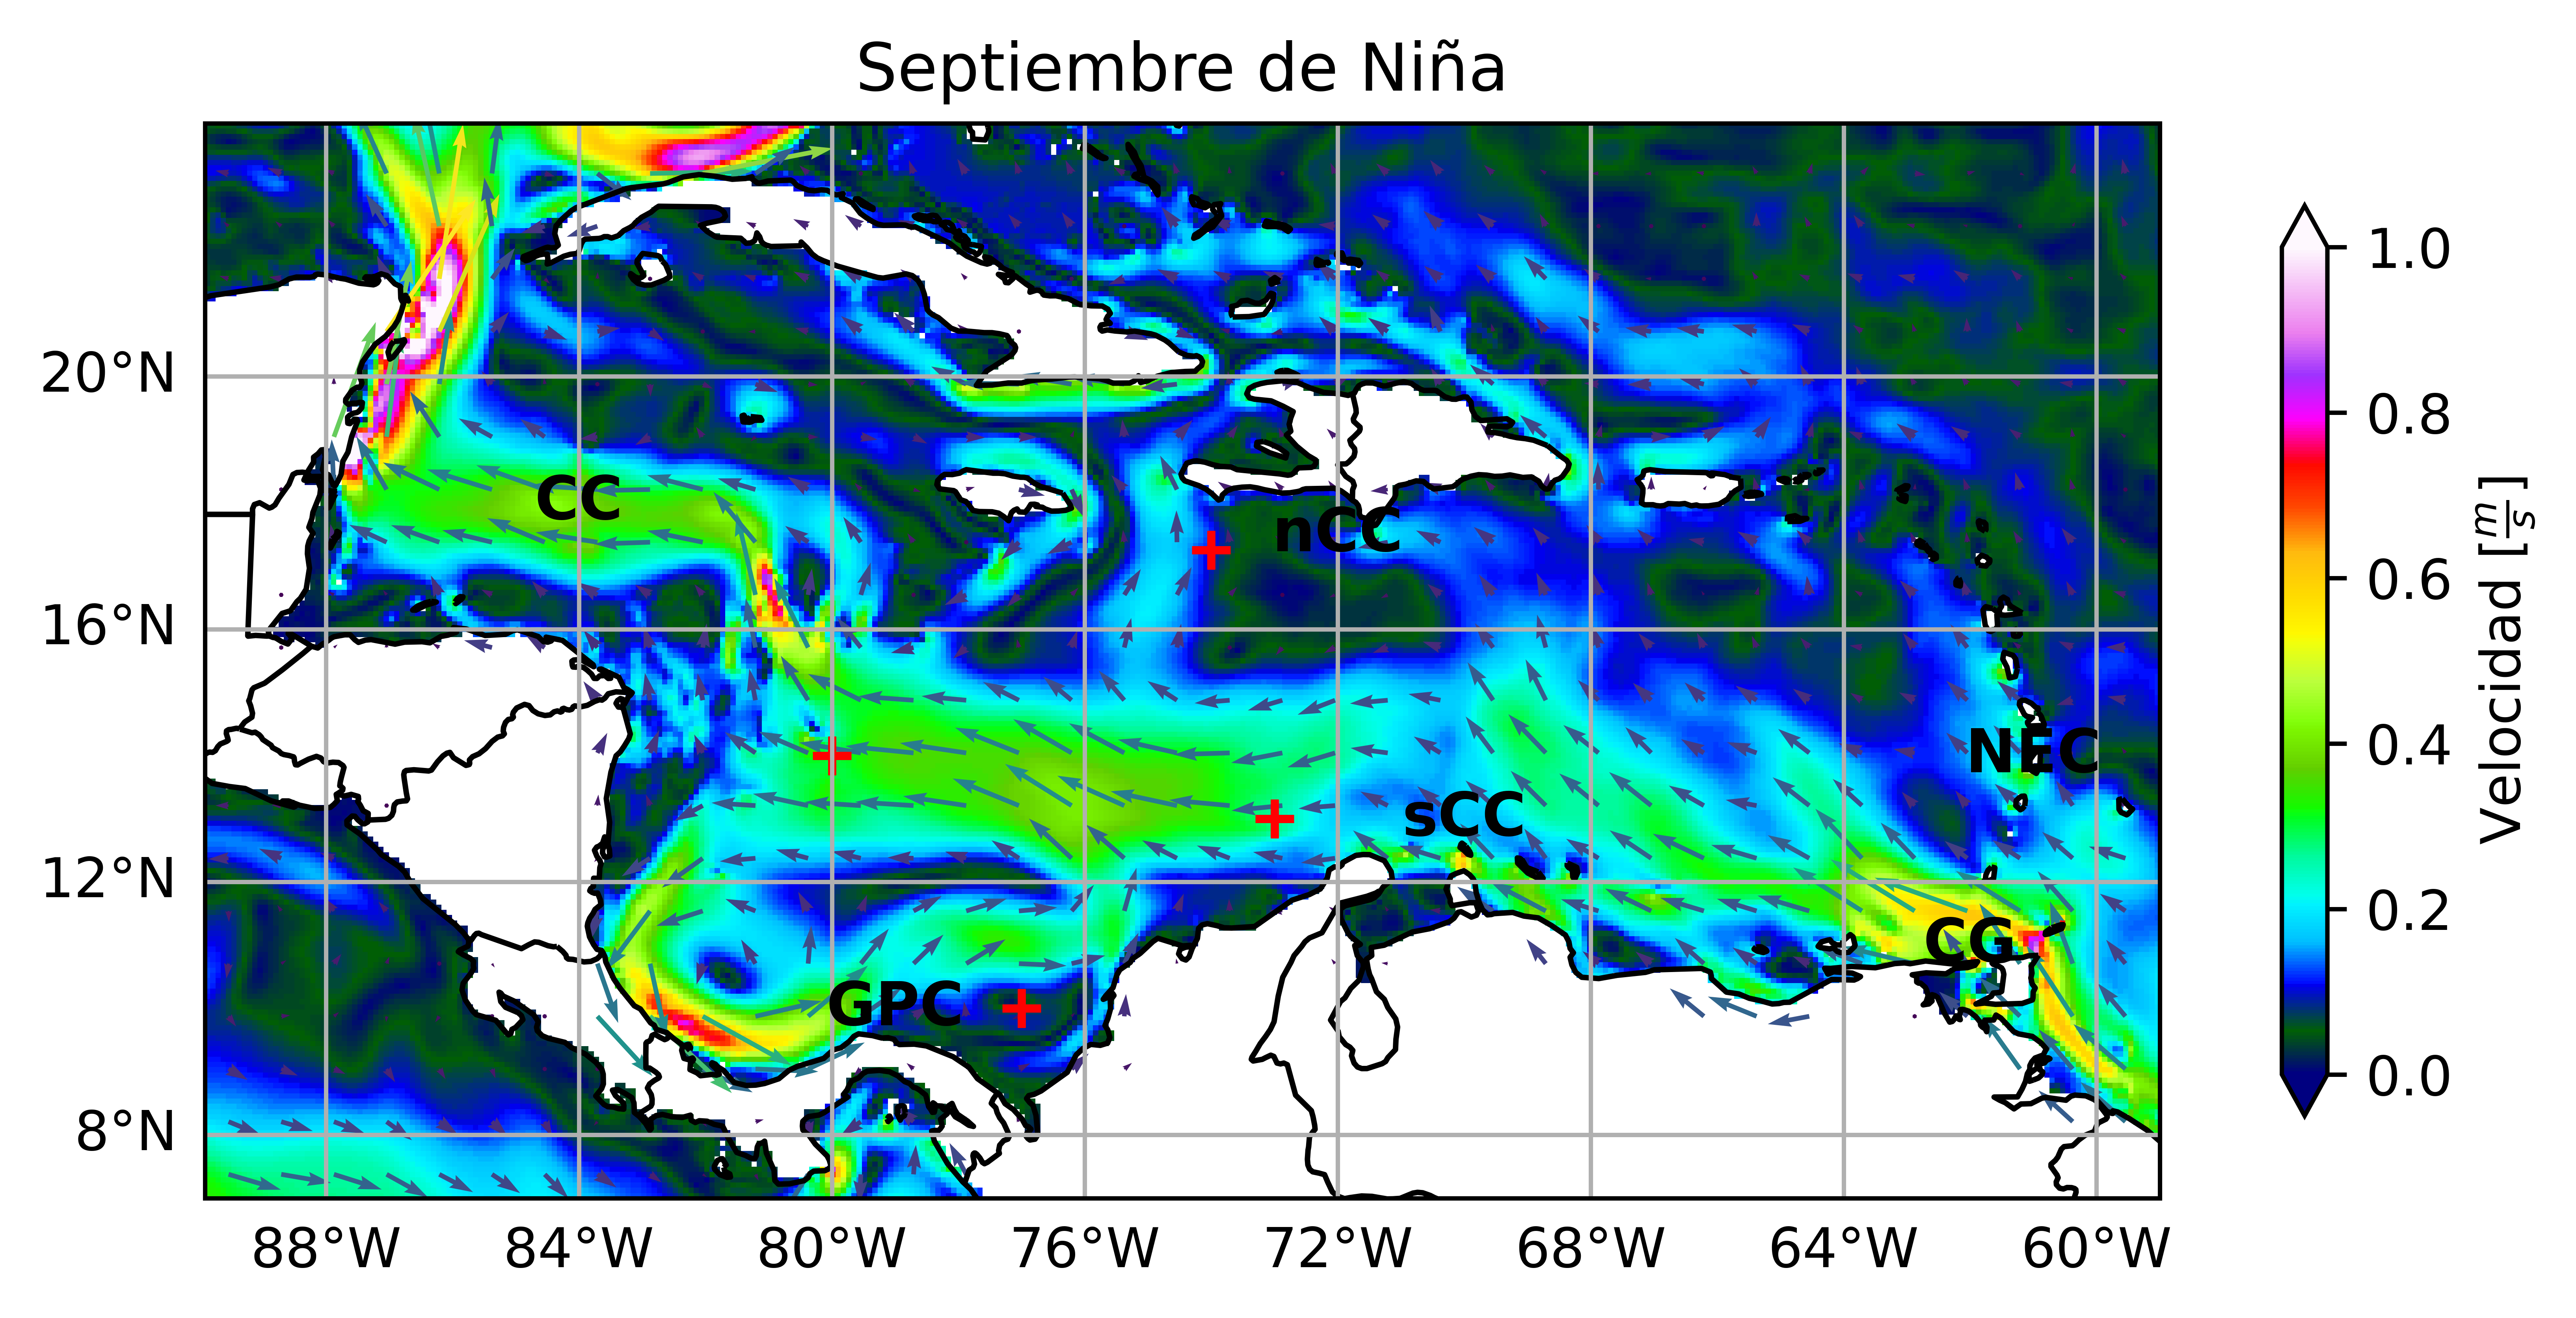 Septiembre de Niña
20°N
16°N
12°N
8°N
88°W 84°W 80°W 76°W 72°W 68°W 64°W 60°W
CC
nCC
NEC
sCC
CG
GPC
1.0
0.8
0.6
0.4
0.2
0.0
Velocidad [m/s]